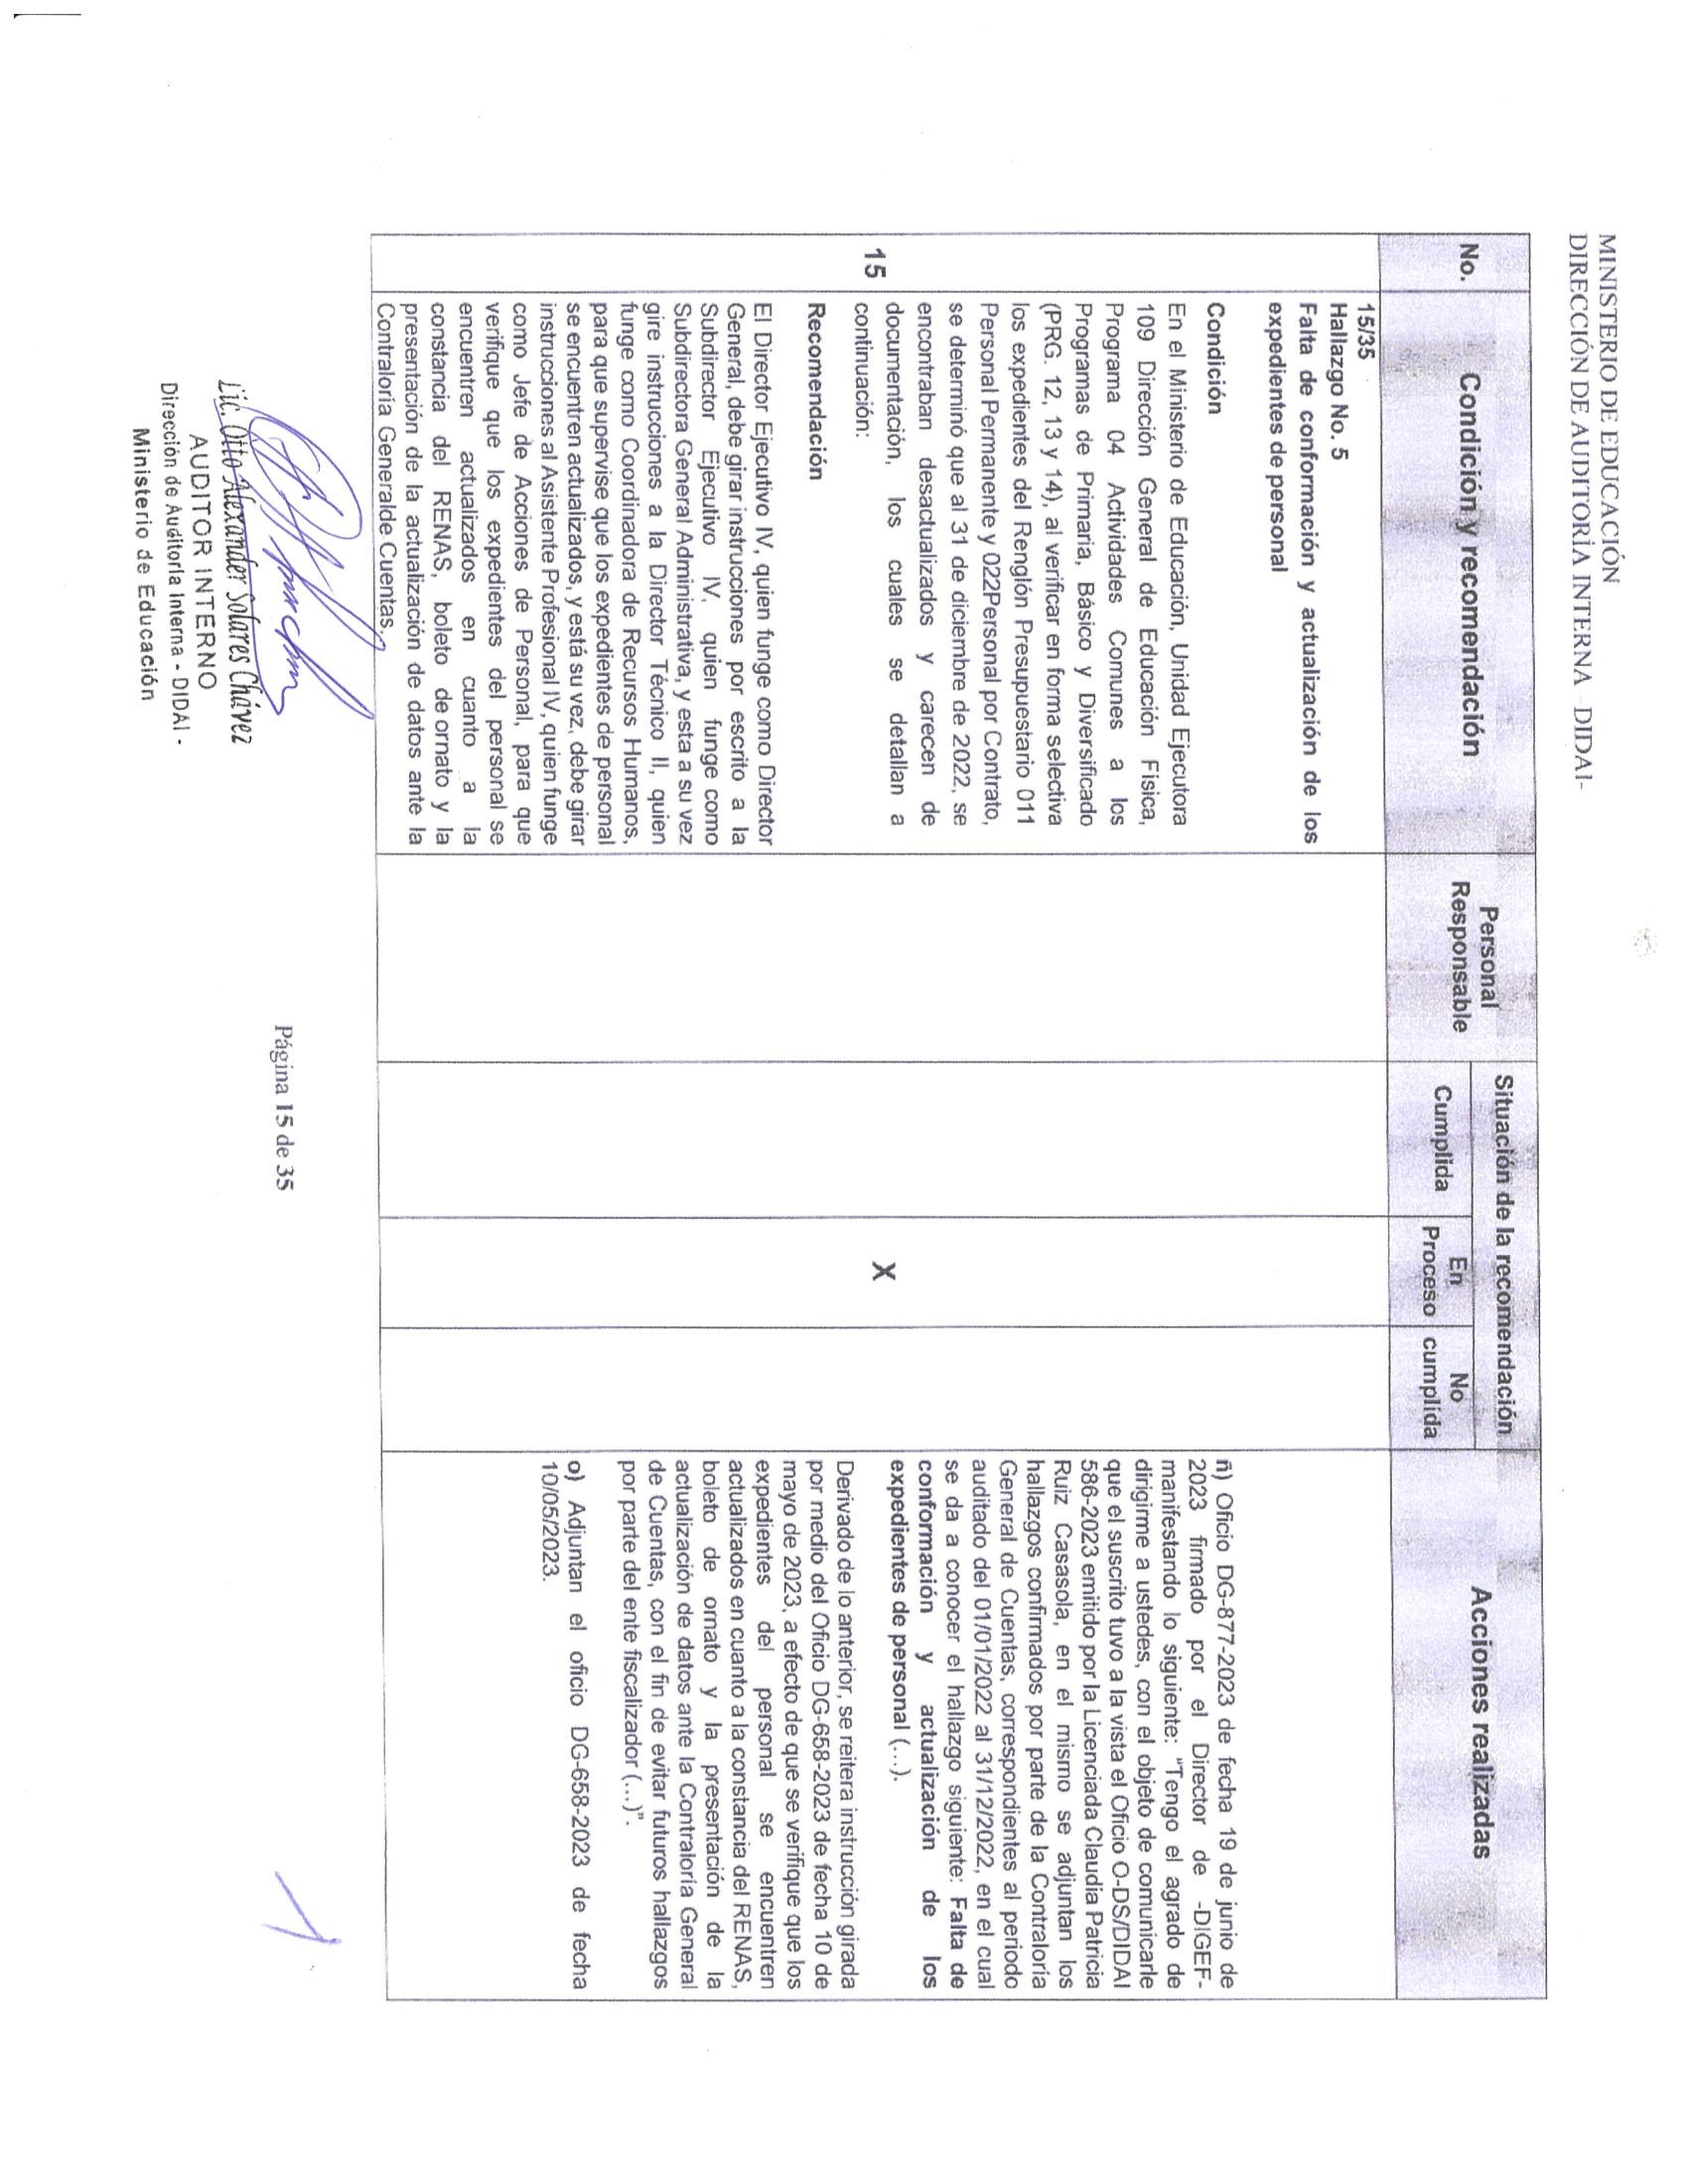 MINISTERIO DE EDUCACIÓN
DIRECCIÓN DE AUDITORÍA INTERNA -DIDAI-
No.
Condición y recomendación
Personal
Responsable
Situación de la recomendación
Cumplida
En
Proceso
No
cumplida
Acciones realizadas
15
15/35
Hallazgo No. 5
Falta de conformación y actualización de los
expedientes de personal
Condición
En el Ministerio de Educación, Unidad Ejecutora
109 Dirección General de Educación Física,
Programa 04 Actividades Comunes a los
Programas de Primaria, Básico y Diversificado
(PRG. 12, 13 y 14), al verificar en forma selectiva
los expedientes del Renglón Presupuestario 011
Personal Permanente y 022Personal por Contrato,
se determinó que al 31 de diciembre de 2022, se
encontraban desactualizados y carecen de
documentación, los cuales se detallan a
continuación:
Recomendación
El Director Ejecutivo IV, quien funge como Director
General, debe girar instrucciones por escrito a la
Subdirector Ejecutivo IV, quien funge como
Subdirectora General Administrativa, y esta a su vez
gire instrucciones a la Director Técnico II, quien
funge como Coordinadora de Recursos Humanos,
para que supervise que los expedientes de personal
se encuentren actualizados, y está su vez, debe girar
instrucciones al Asistente Profesional IV, quien funge
como Jefe de Acciones de Personal, para que
verifique que los expedientes del personal se
encuentren actualizados en cuanto a la
constancia del RENAS, boleto de ornato y la
presentación de la actualización de datos ante la
Contraloría Generalde Cuentas.
X
ñ) Oficio DG-877-2023 de fecha 19 de junio de
2023 firmado por el Director de -DIGEF-
manifestando lo siguiente: "Tengo el agrado de
dirigirme a ustedes, con el objeto de comunicarle
que el suscrito tuvo a la vista el Oficio O-DS/DIDAI
586-2023 emitido por la Licenciada Claudia Patricia
Ruiz Casasola, en el mismo se adjuntan los
hallazgos confirmados por parte de la Contraloría
General de Cuentas, correspondientes al periodo
auditado del 01/01/2022 al 31/12/2022, en el cual
se da a conocer el hallazgo siguiente: Falta de
conformación y actualización de los
expedientes de personal (...).
Derivado de lo anterior, se reitera instrucción girada
por medio del Oficio DG-658-2023 de fecha 10 de
mayo de 2023, a efecto de que se verifique que los
expedientes del personal se encuentren
actualizados en cuanto a la constancia del RENAS,
boleto de ornato y la presentación de la
actualización de datos ante la Contraloría General
de Cuentas, con el fin de evitar futuros hallazgos
por parte del ente fiscalizador (...)".
o) Adjuntan el oficio DG-658-2023 de fecha
10/05/2023.
Lic. Otto Alexander Solares Chávez
AUDITOR INTERNO
Dirección de Auditoría Interna - DIDAI -
Ministerio de Educación
Página 15 de 35